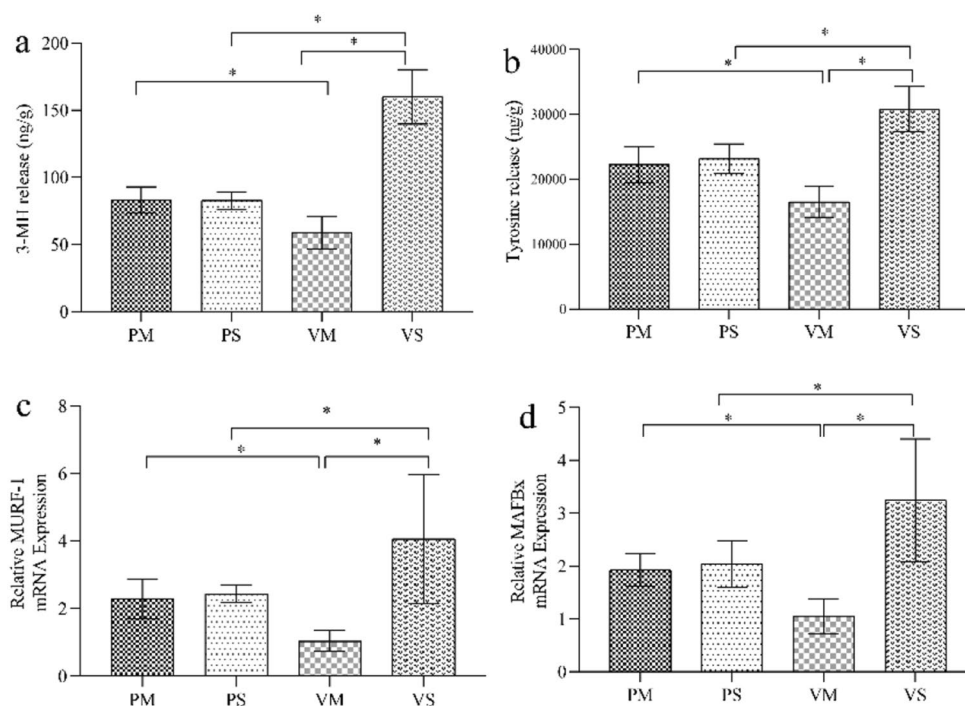 a
3-MH release (ng/g)
200
150
100
50
0
* * *
PM PS VM VS
b
Tyrosine release (ng/g)
40000
30000
20000
10000
0
* * *
PM PS VM VS
c
Relative MURF-1
mRNA Expression
8
6
4
2
0
* * *
PM PS VM VS
d
Relative MAFBx
mRNA Expression
5
4
3
2
1
0
* * *
PM PS VM VS